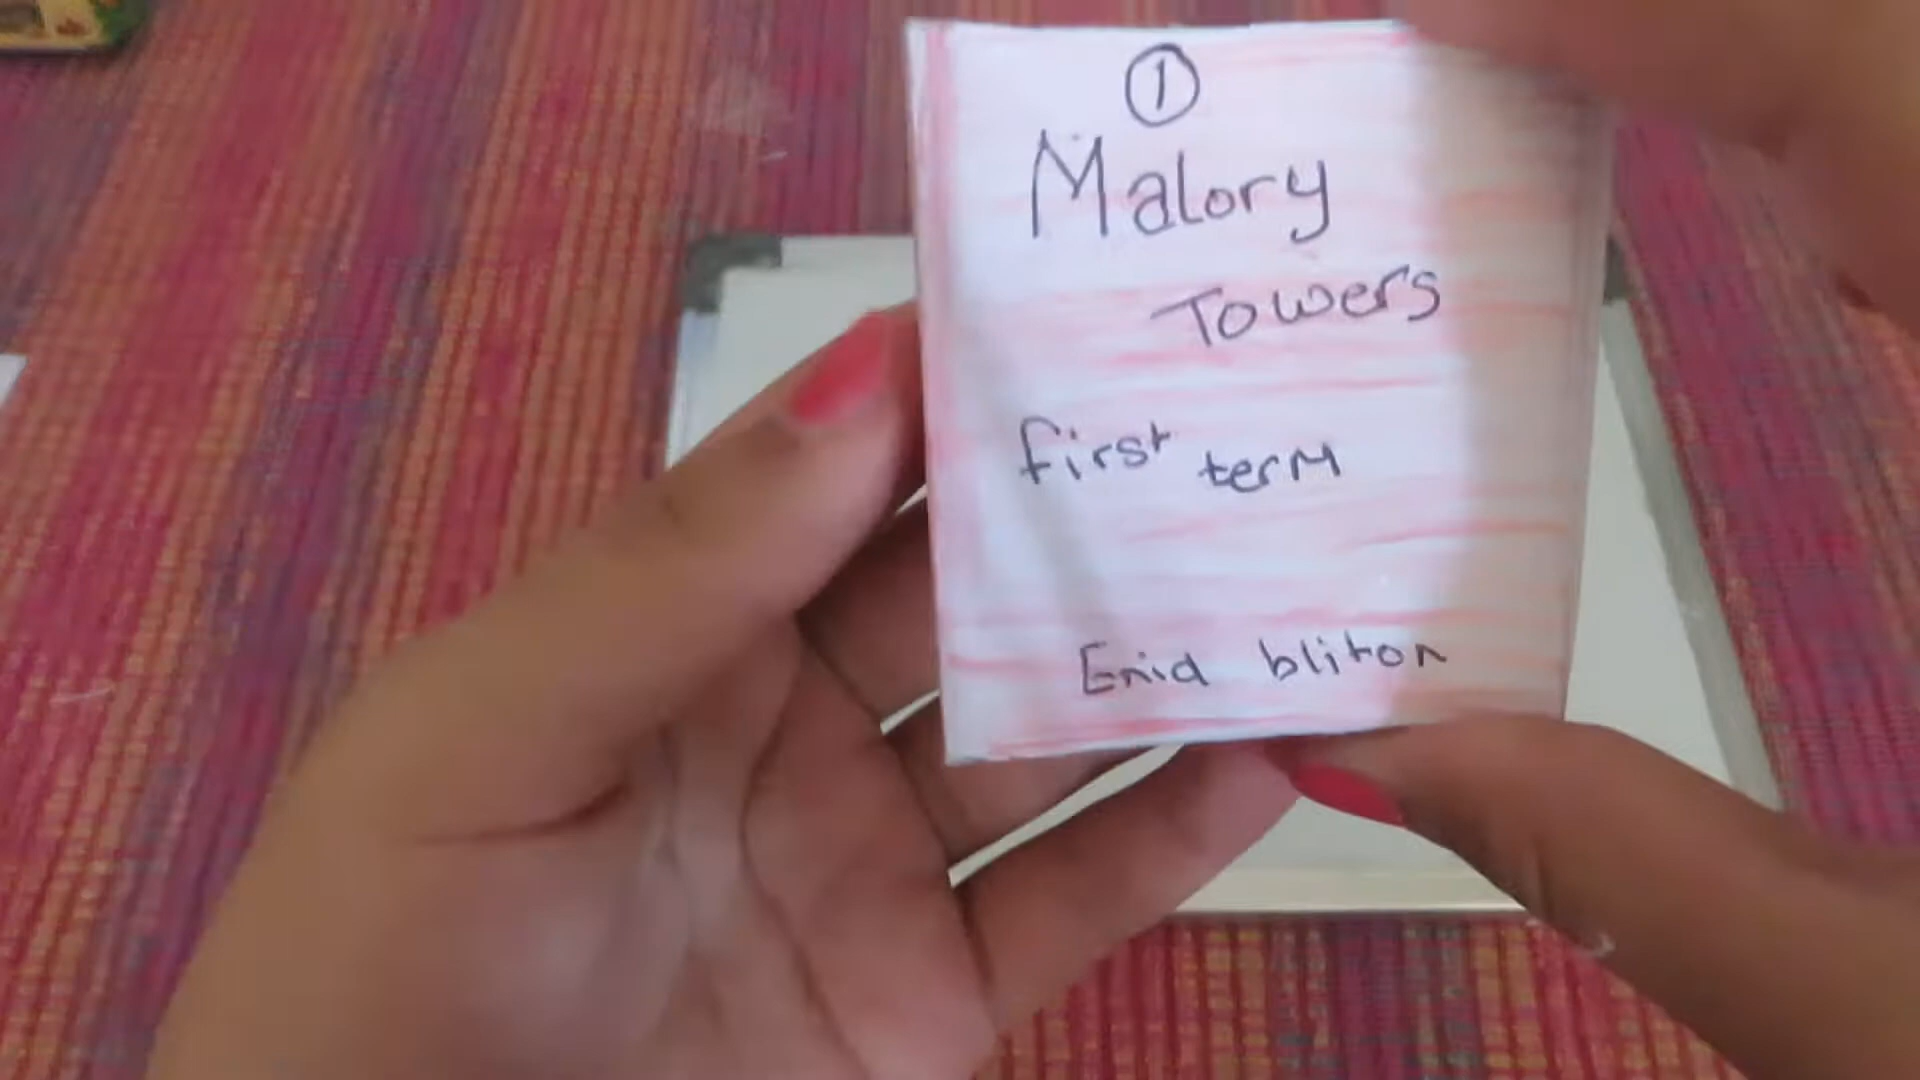 ①
Malory
Towers
first term
Enid bliton